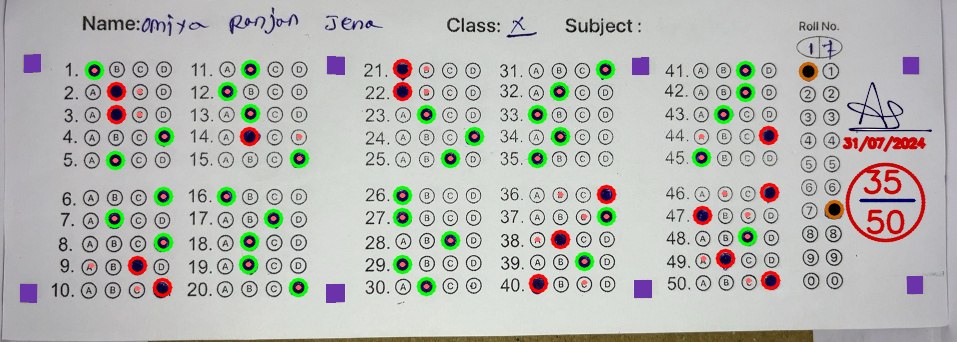 Name: Omiya Ranjan Jena Class: X Subject :
Roll No.
1 7
1. B C D 11. A C D 21. B C D 31. A B C 41. A B D 1
2. A C D 12. B C D 22. B C D 32. A C D 42. A B D 2 2
3. A C D 13. A C D 23. A C D 33. B C D 43. A C D 3 3
4. A B C 14. A C D 24. A B C 34. A C D 44. A B C 4 4
5. A C D 15. A B C 25. A B D 35. B C D 45. B C D 5 5
31/07/2024
6. A B C 16. B C D 26. B C D 36. A B C 46. A B C 6 6
7. A C D 17. A B D 27. B C D 37. A B C 47. B C D 7
8. A B C 18. A C D 28. A B D 38. A C D 48. A B D 8 8
9. A B D 19. A C D 29. B C D 39. A B D 49. A C D 9 9
10. A B C 20. A B C 30. A C D 40. B C D 50. A B C 0 0
35
50